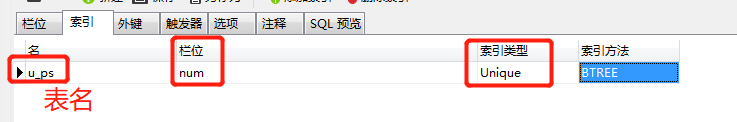 栏位 索引 外键 触发器 选项 注释 SQL 预览
名 栏位 索引类型 索引方法
u_ps num Unique BTREE
表名